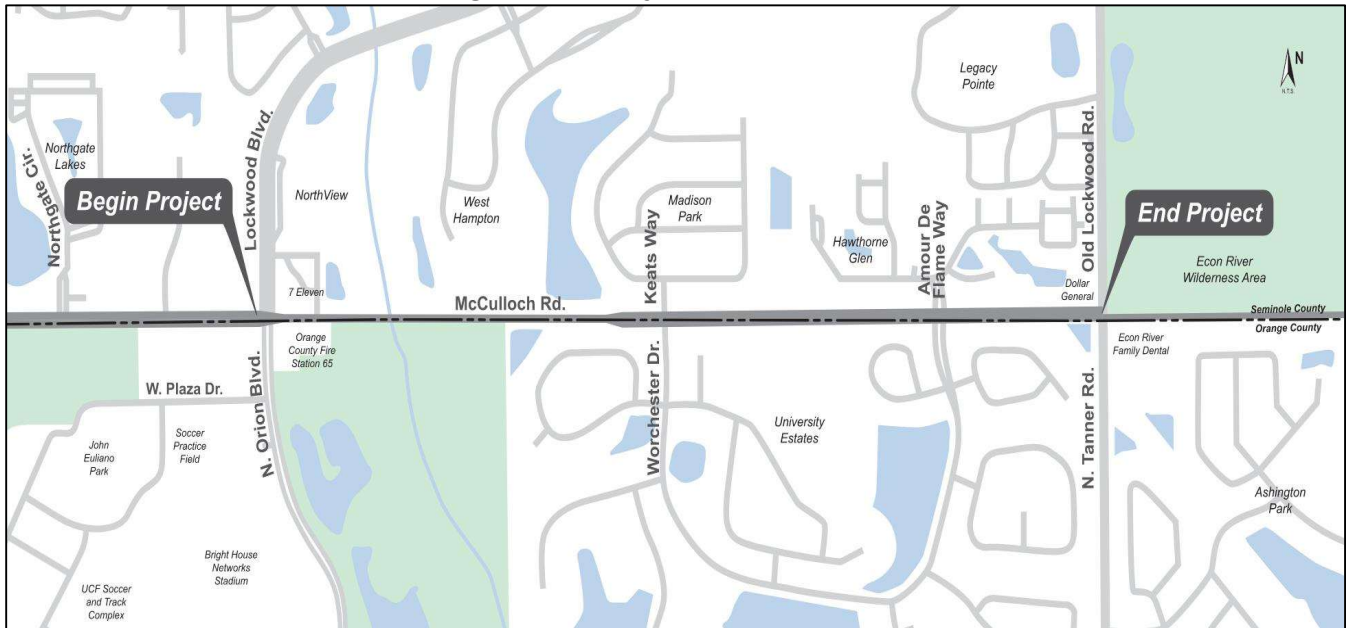 Legacy
Pointe
N
N.T.S
Northgate Cir.
Northgate
Lakes
Begin Project
Lockwood Blvd.
NorthView
West
Hampton
Madison
Park
Keats Way
Hawthorne
Glen
Amour De
Flame Way
Old Lockwood Rd.
End Project
Econ River
Wilderness Area
7 Eleven
McCulloch Rd.
Dollar
General
Seminole County
Orange County
Orange
County Fire
Station 65
Econ River
Family Dental
W. Plaza Dr.
N. Orion Blvd.
John
Euliano
Park
Soccer
Practice
Field
Worchester Dr.
University
Estates
N. Tanner Rd.
Ashington
Park
Bright House
Networks
Stadium
UCF Soccer
and Track
Complex